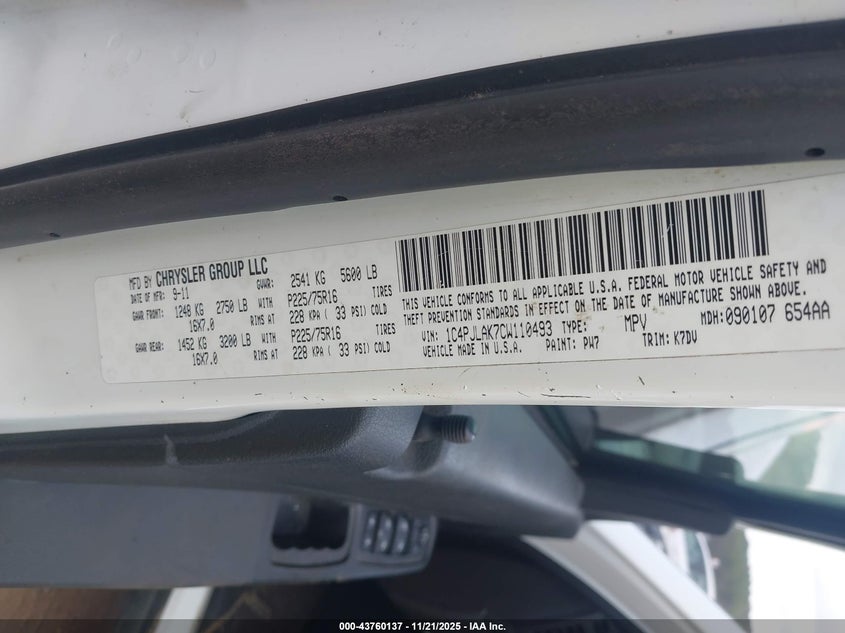 MFD BY CHRYSLER GROUP LLC
DATE OF MFR: 9-11 GVWR: 2541 KG 5600 LB
GAWR FRONT: 1248 KG 2750 LB WITH P225/75R16 TIRES
16X7.0 RIMS AT 228 KPA ( 33 PSI) COLD
GAWR REAR: 1452 KG 3200 LB WITH P225/75R16 TIRES
16X7.0 RIMS AT 228 KPA ( 33 PSI) COLD
THIS VEHICLE CONFORMS TO ALL APPLICABLE U.S.A. FEDERAL MOTOR VEHICLE SAFETY AND
THEFT PREVENTION STANDARDS IN EFFECT ON THE DATE OF MANUFACTURE SHOWN ABOVE.
VIN: 1C4PJLAK7CW110493 TYPE: MPV MDH:090107 654AA
VEHICLE MADE IN U.S.A. PAINT: PW7 TRIM: K7DV
000-43760137 - 11/21/2025 - IAA Inc.